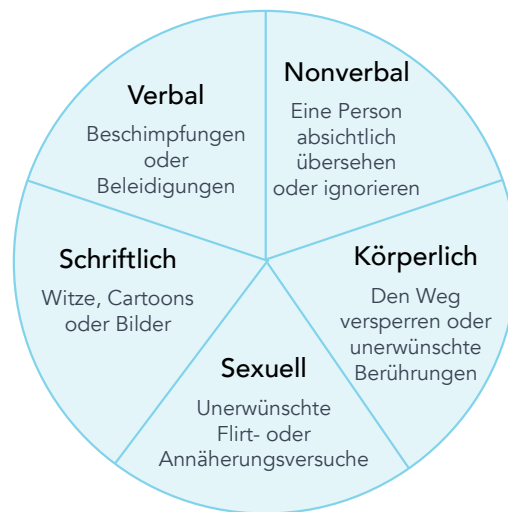 Verbal
Beschimpfungen
oder
Beleidigungen
Nonverbal
Eine Person
absichtlich
übersehen
oder ignorieren
Körperlich
Den Weg
versperren oder
unerwünschte
Berührungen
Sexuell
Unerwünschte
Flirt- oder
Annäherungsversuche
Schriftlich
Witze, Cartoons
oder Bilder